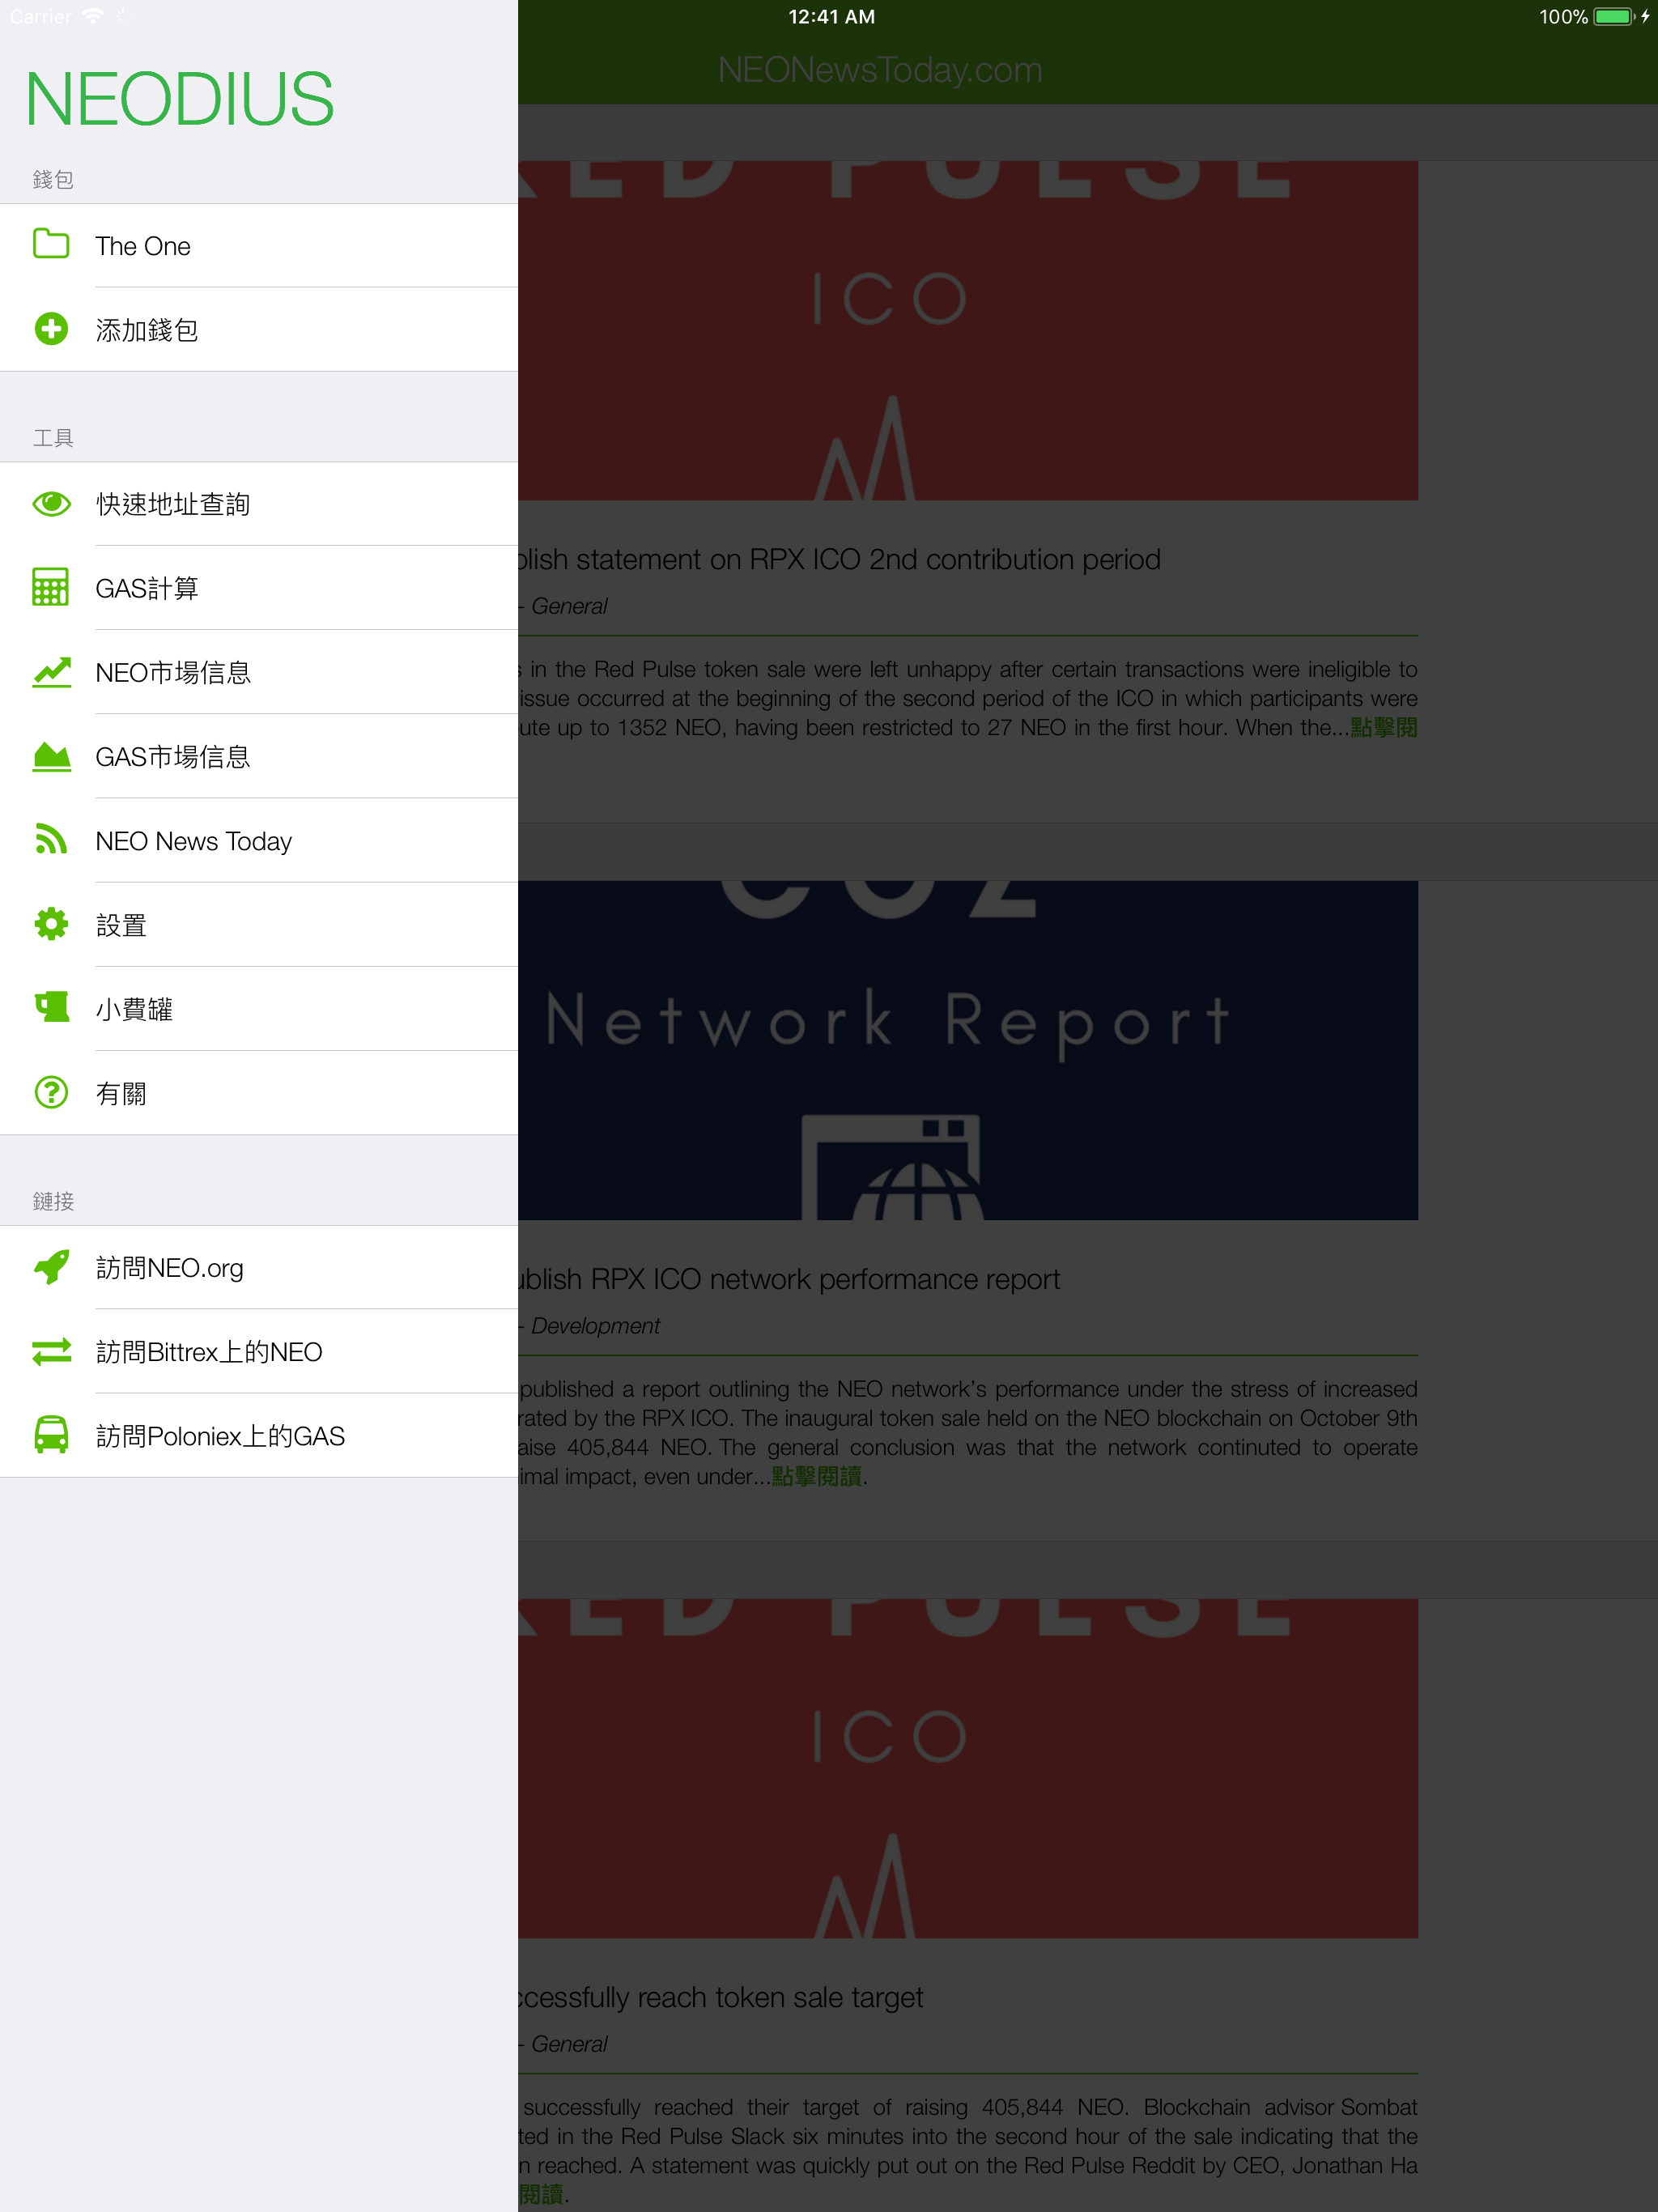 Carrier
12:41 AM
100%
NEODIUS
錢包
The One
添加錢包
工具
快速地址查詢
GAS計算
NEO市場信息
GAS市場信息
NEO News Today
設置
小費罐
有關
鏈接
訪問NEO.org
訪問Bittrex上的NEO
訪問Poloniex上的GAS
NEONewsToday.com
RED PULSE
ICO
statement on RPX ICO 2nd contribution period
- General
in the Red Pulse token sale were left unhappy after certain transactions were ineligible to
issue occurred at the beginning of the second period of the ICO in which participants were
up to 1352 NEO, having been restricted to 27 NEO in the first hour. When the...點擊閱
COZ
Network Report
RPX ICO network performance report
- Development
published a report outlining the NEO network’s performance under the stress of increased
by the RPX ICO. The inaugural token sale held on the NEO blockchain on October 9th
405,844 NEO. The general conclusion was that the network continuted to operate
impact, even under...點擊閱讀.
RED PULSE
ICO
reach token sale target
- General
successfully reached their target of raising 405,844 NEO. Blockchain advisor Sombat
in the Red Pulse Slack six minutes into the second hour of the sale indicating that the
reached. A statement was quickly put out on the Red Pulse Reddit by CEO, Jonathan Ha
閱讀.